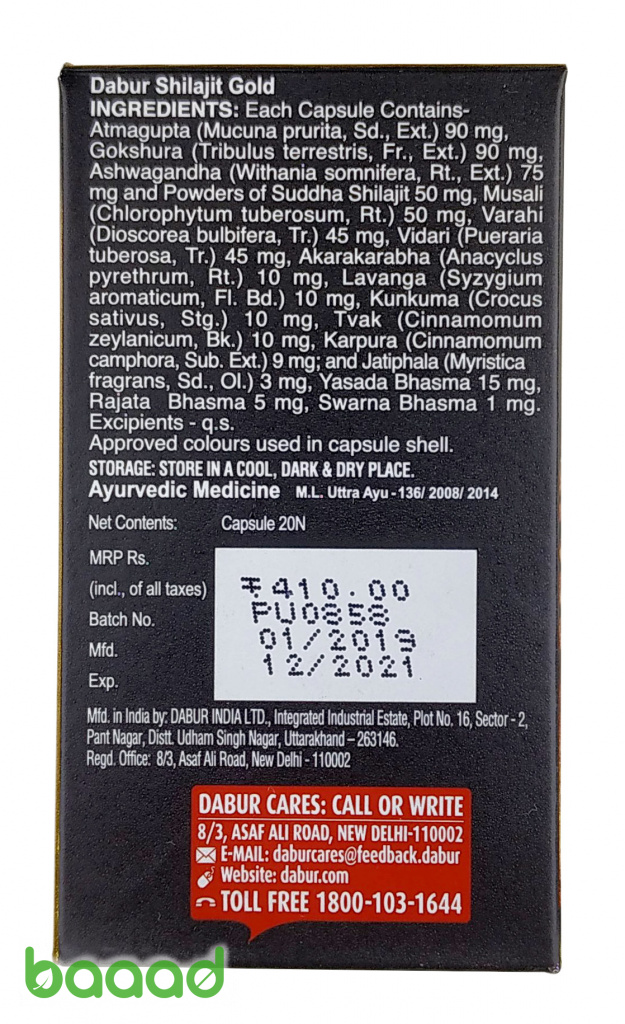 Dabur Shilajit Gold
INGREDIENTS: Each Capsule Contains-
Atmagupta (Mucuna prurita, Sd., Ext.) 90 mg,
Gokshura (Tribulus terrestris, Fr., Ext.) 90 mg,
Ashwagandha (Withania somnifera, Rt., Ext.) 75
mg and Powders of Suddha Shilajit 50 mg, Musali
(Chlorophytum tuberosum, Rt.) 50 mg, Varahi
(Dioscorea bulbifera, Tr.) 45 mg, Vidari (Pueraria
tuberosa, Tr.) 45 mg, Akarakarabha (Anacyclus
pyrethrum, Rt.) 10 mg, Lavanga (Syzygium
aromaticum, Fl. Bd.) 10 mg, Kunkuma (Crocus
sativus, Stg.) 10 mg, Tvak (Cinnamomum
zeylanicum, Bk.) 10 mg, Karpura (Cinnamomum
camphora, Sub. Ext.) 9 mg; and Jatiphala (Myristica
fragrans, Sd., Ol.) 3 mg, Yasada Bhasma 15 mg,
Rajata Bhasma 5 mg, Swarna Bhasma 1 mg.
Excipients - q.s.
Approved colours used in capsule shell.
STORAGE: STORE IN A COOL, DARK & DRY PLACE.
Ayurvedic Medicine M.L. Uttra Ayu -136/ 2008/ 2014
Net Contents: Capsule 20N
MRP Rs.
(incl., of all taxes) ₹410.00
Batch No. PU0858
Mfd. 01/2019
Exp. 12/2021
Mfd. in India by: DABUR INDIA LTD., Integrated Industrial Estate, Plot No. 16, Sector - 2,
Pant Nagar, Distt. Udham Singh Nagar, Uttarakhand – 263146.
Regd. Office: 8/3, Asaf Ali Road, New Delhi - 110002
DABUR CARES: CALL OR WRITE
8/3, ASAF ALI ROAD, NEW DELHI-110002
E-MAIL: daburcares@feedback.dabur
Website: dabur.com
TOLL FREE 1800-103-1644
baaad